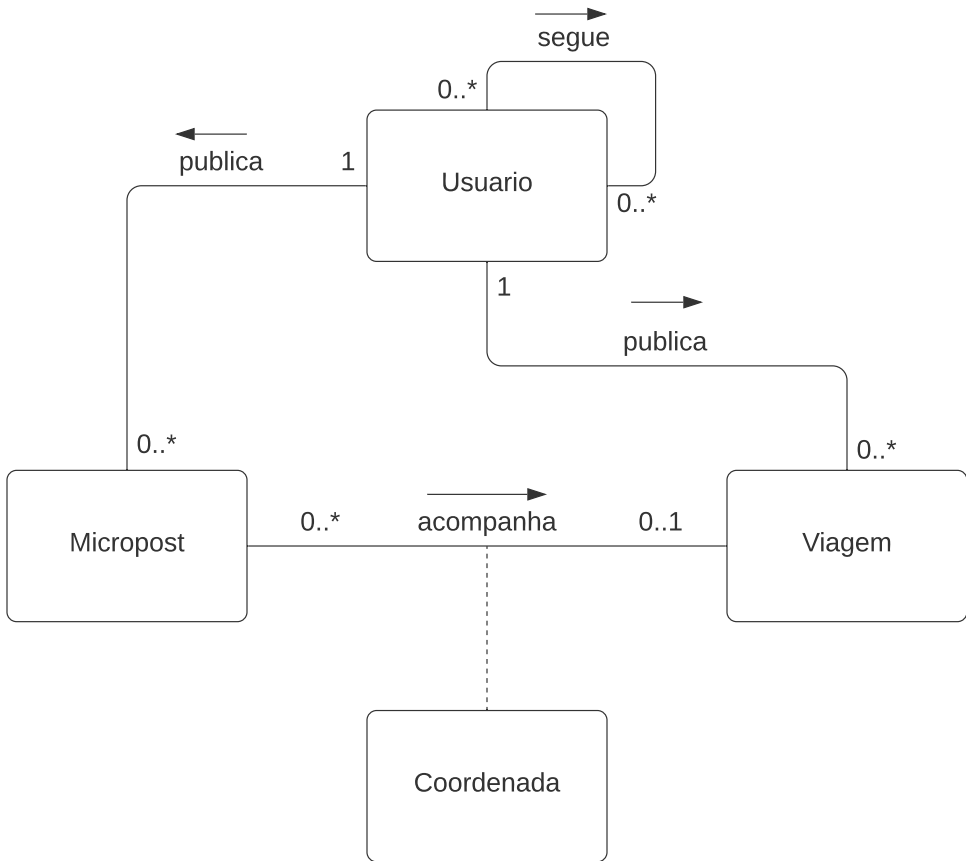 segue
0..*
publica
1
Usuario
0..*
1
publica
0..*
0..*
Micropost
0..*
acompanha
0..1
Viagem
Coordenada